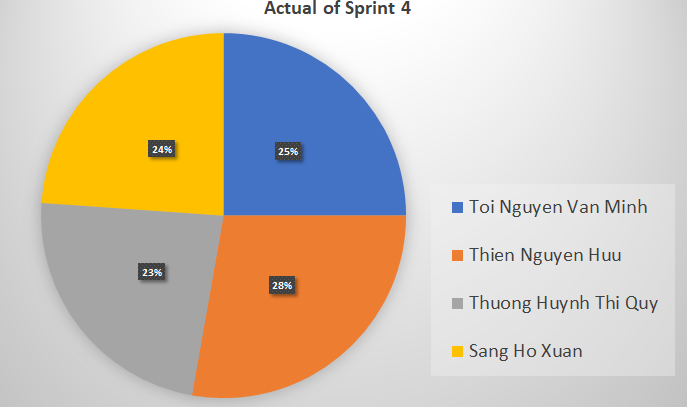 Actual of Sprint 4
24%
25%
23%
28%
Toi Nguyen Van Minh
Thien Nguyen Huu
Thuong Huynh Thi Quy
Sang Ho Xuan